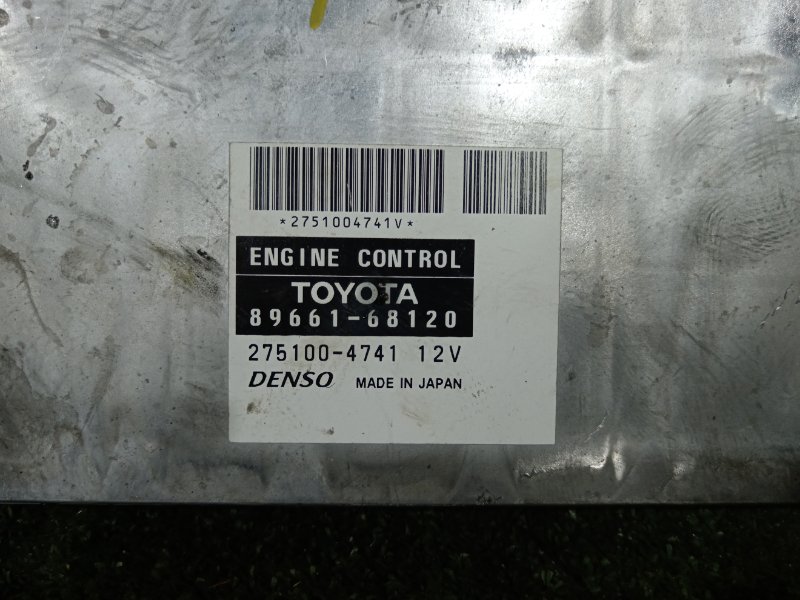 *2751004741V*
ENGINE CONTROL
TOYOTA
89661-68120
275100-4741 12V
DENSO MADE IN JAPAN